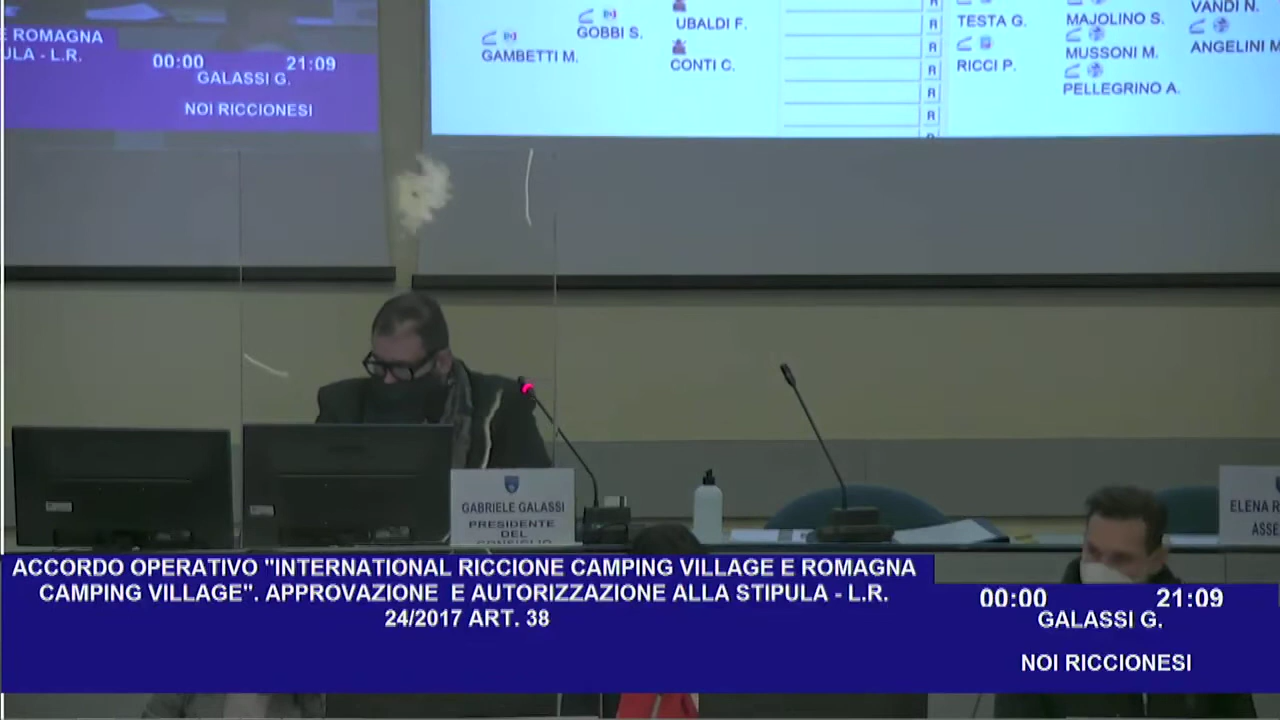 E ROMAGNA
ULA - L.R.
00:00 21:09
GALASSI G.
NOI RICCIONESI
GOBBI S.
GAMBETTI M.
UBALDI F.
CONTI C.
R
R
R
R
R
R
TESTA G.
RICCI P.
MAJOLINO S.
MUSSONI M.
PELLEGRINO A.
VANDI N.
ANGELINI M
GABRIELE GALASSI
PRESIDENTE
DEL
CONSIGLIO
ELENA R
ASSE
ACCORDO OPERATIVO "INTERNATIONAL RICCIONE CAMPING VILLAGE E ROMAGNA
CAMPING VILLAGE". APPROVAZIONE E AUTORIZZAZIONE ALLA STIPULA - L.R.
24/2017 ART. 38
00:00 21:09
GALASSI G.
NOI RICCIONESI